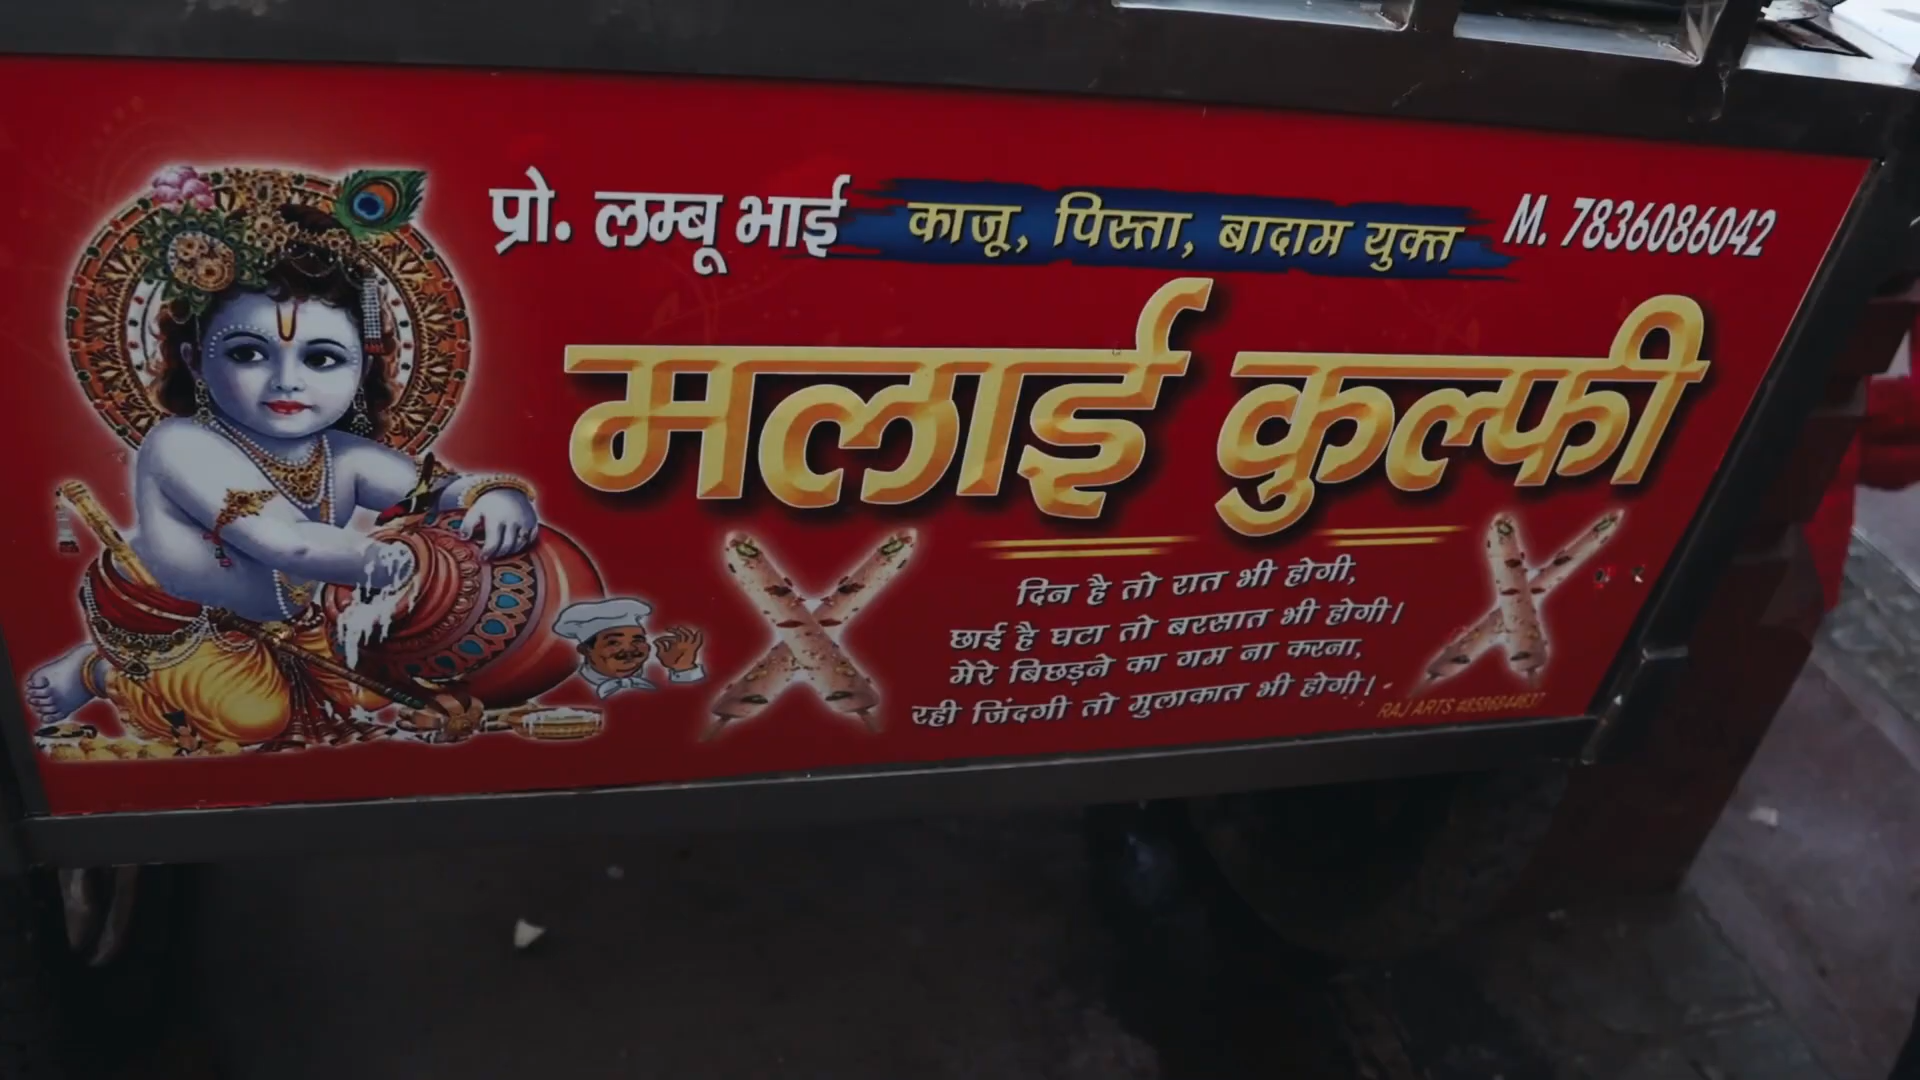 प्रो. लम्बू भाई काजू, पिस्ता, बादाम युक्त M. 7836086042
मलाई कुल्फी
दिन है तो रात भी होगी,
छाई है घटा तो बरसात भी होगी।
मेरे बिछड़ने का गम ना करना,
रही जिंदगी तो मुलाकात भी होगी।
RAJ ARTS